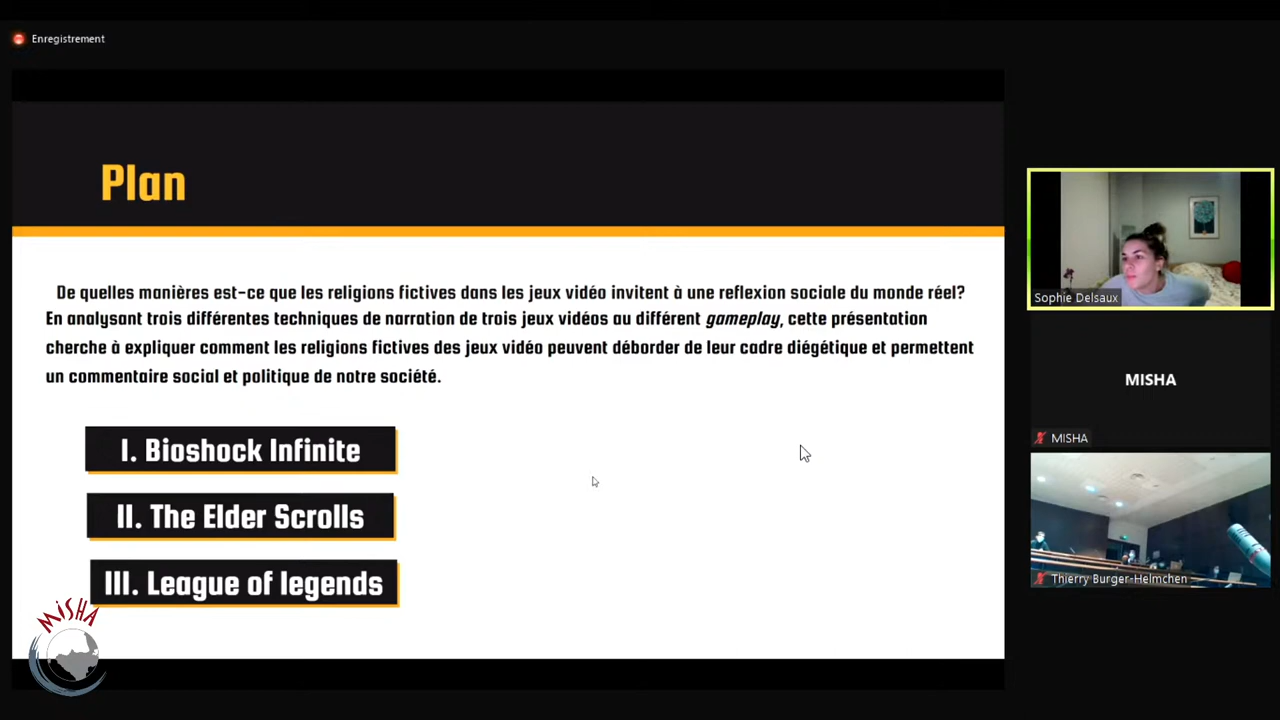 Enregistrement
Plan
De quelles manières est-ce que les religions fictives dans les jeux vidéo invitent à une reflexion sociale du monde réel?
En analysant trois différentes techniques de narration de trois jeux vidéos au différent gameplay, cette présentation
cherche à expliquer comment les religions fictives des jeux vidéo peuvent déborder de leur cadre diégétique et permettent
un commentaire social et politique de notre société.
I. Bioshock Infinite
II. The Elder Scrolls
III. League of legends
MISHA
Sophie Delsaux
MISHA
MISHA
Thierry Burger-Helmchen